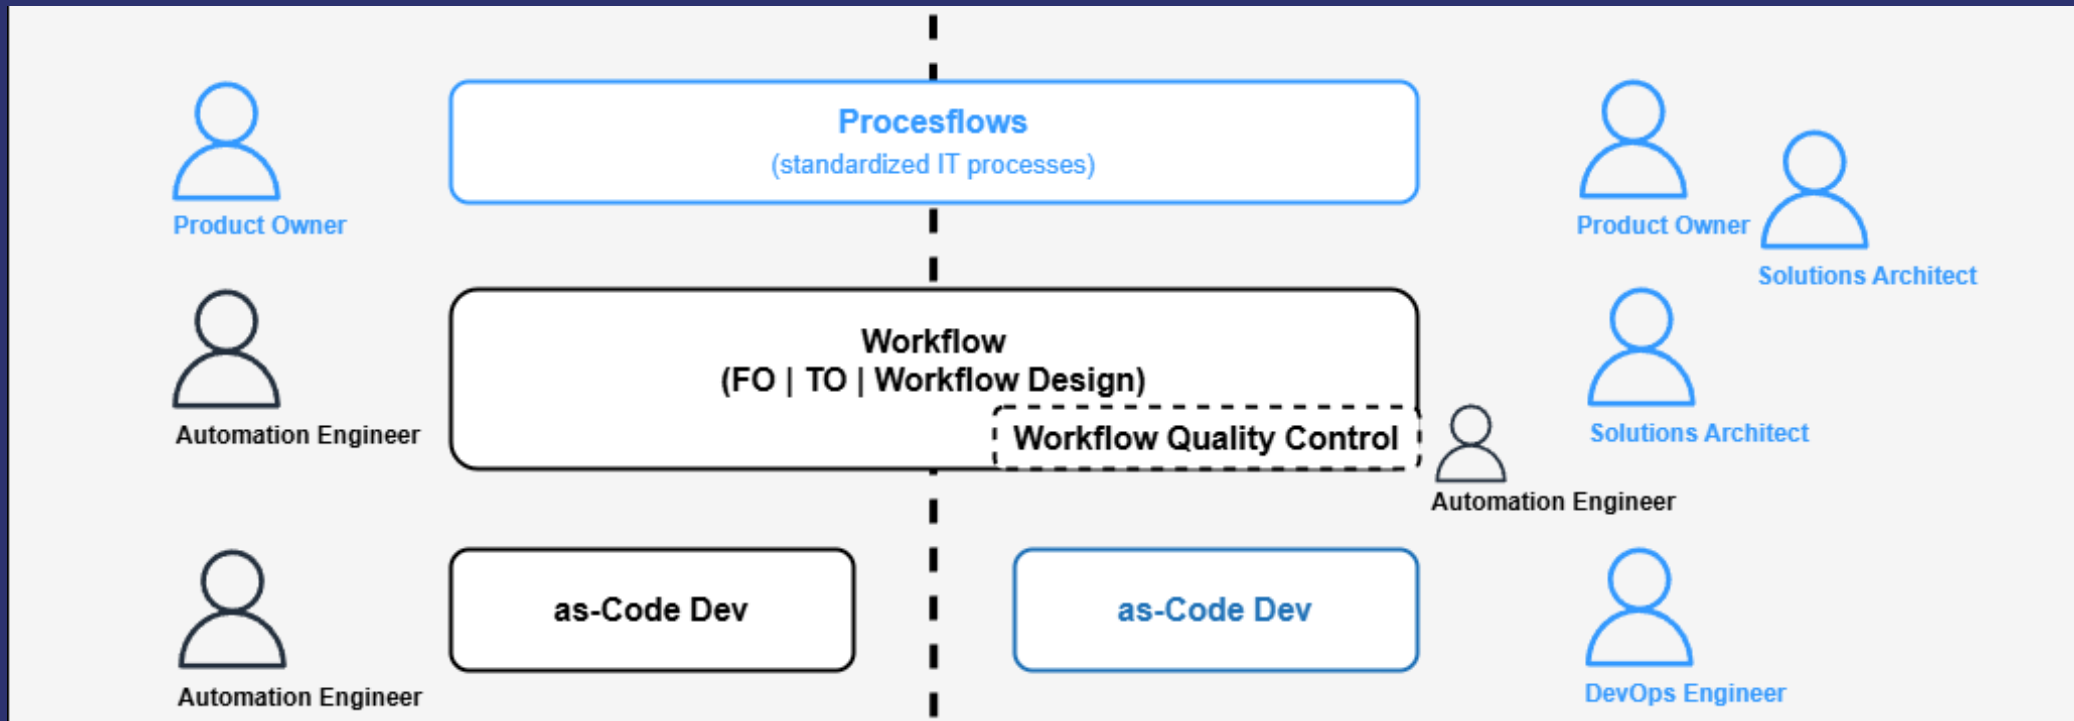 Procesflows
(standardized IT processes)
Product Owner
Product Owner
Solutions Architect
Workflow
(FO | TO | Workflow Design)
Workflow Quality Control
Automation Engineer
Solutions Architect
Automation Engineer
as-Code Dev
as-Code Dev
Automation Engineer
DevOps Engineer